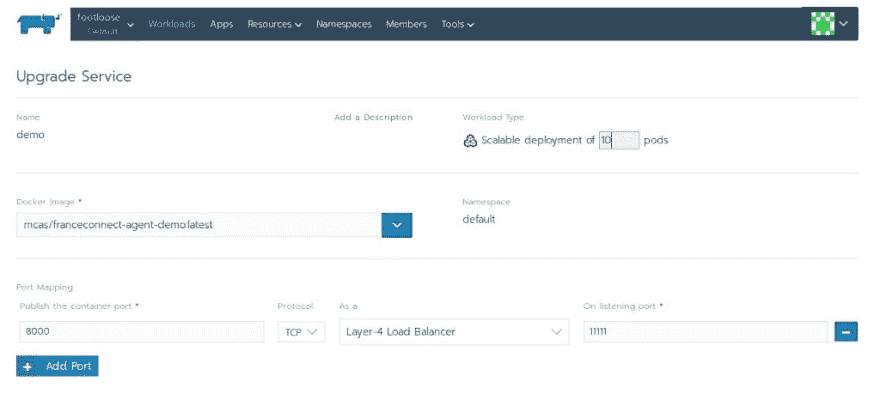 footloose
Default
Workloads Apps Resources Namespaces Members Tools
Upgrade Service
Name
demo
Add a Description
Workload Type
Scalable deployment of 10 pods
Docker Image *
mcas/franceconnect-agent-demo:latest
Namespace
default
Port Mapping
Publish the container port * Protocol As a On listening port *
8000 TCP Layer-4 Load Balancer 11111
+ Add Port